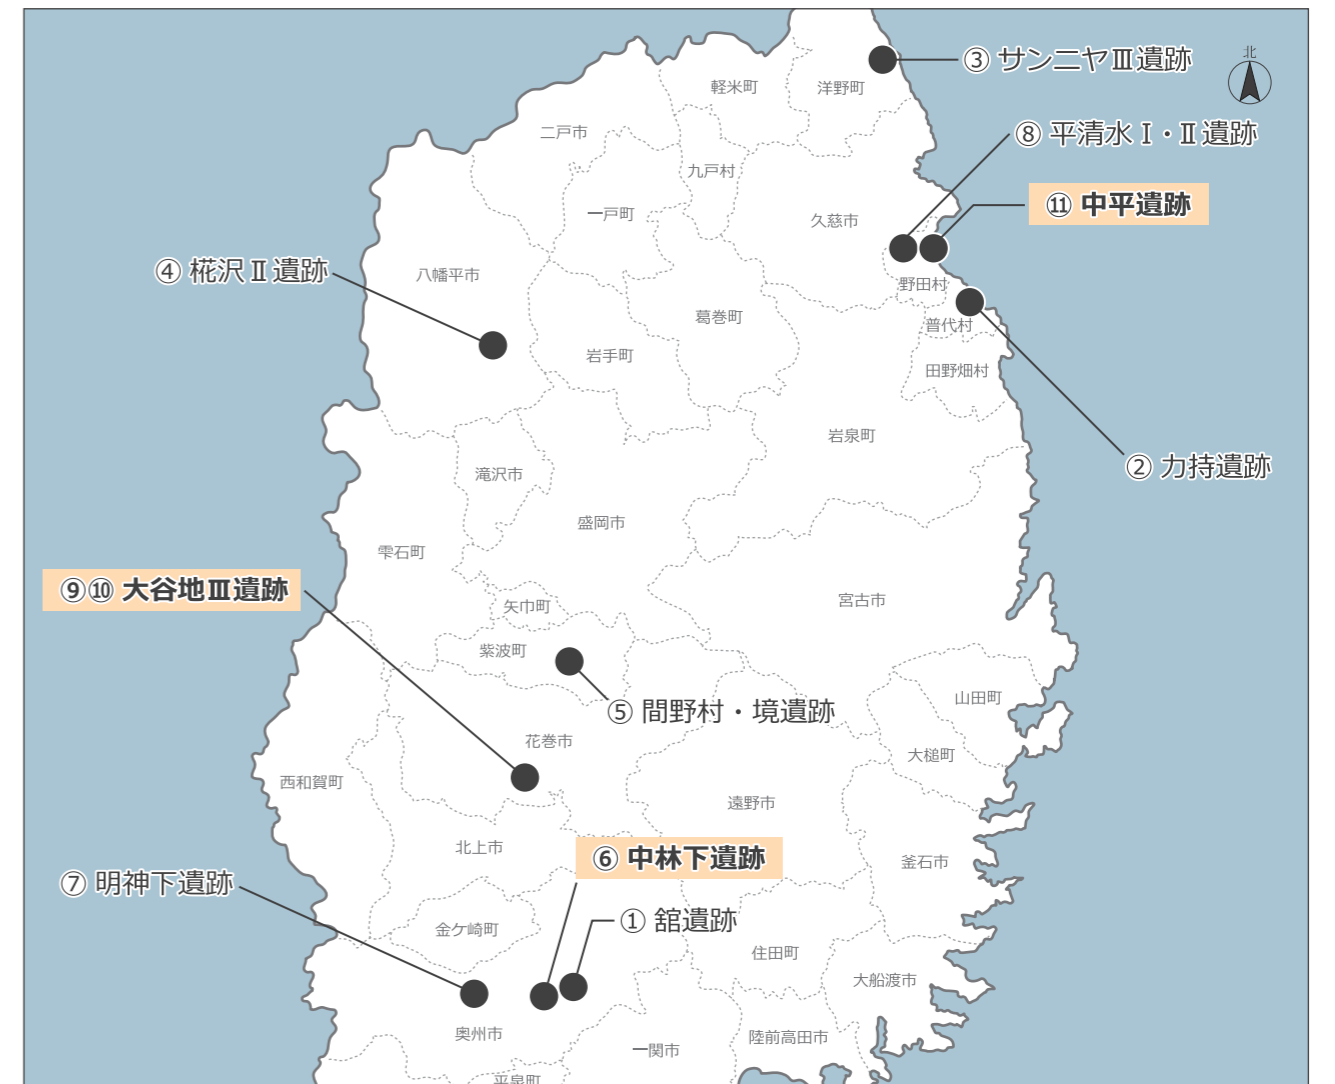 ③ サンニヤⅢ遺跡
北
軽米町
洋野町
⑧ 平清水Ⅰ・Ⅱ遺跡
二戸市
九戸村
⑪ 中平遺跡
一戸町
久慈市
④ 椛沢Ⅱ遺跡
八幡平市
野田村
葛巻町
普代村
岩手町
田野畑村
岩泉町
② 力持遺跡
滝沢市
盛岡市
雫石町
⑨⑩ 大谷地Ⅲ遺跡
矢巾町
宮古市
紫波町
山田町
⑤ 間野村・境遺跡
花巻市
大槌町
西和賀町
遠野市
北上市
⑥ 中林下遺跡
釜石市
⑦ 明神下遺跡
① 舘遺跡
金ケ崎町
住田町
大船渡市
奥州市
一関市
陸前高田市
平泉町